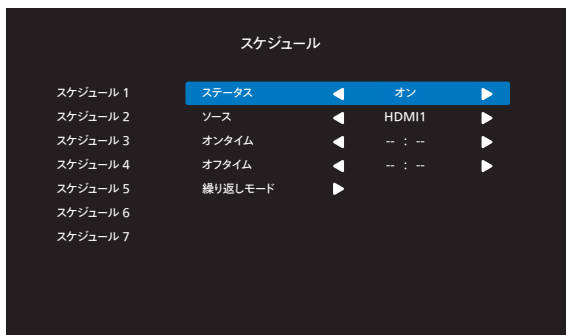 スケジュール
スケジュール 1 ステータス オン
スケジュール 2 ソース HDMI1
スケジュール 3 オンタイム -- : --
スケジュール 4 オフタイム -- : --
スケジュール 5 繰り返しモード
スケジュール 6
スケジュール 7